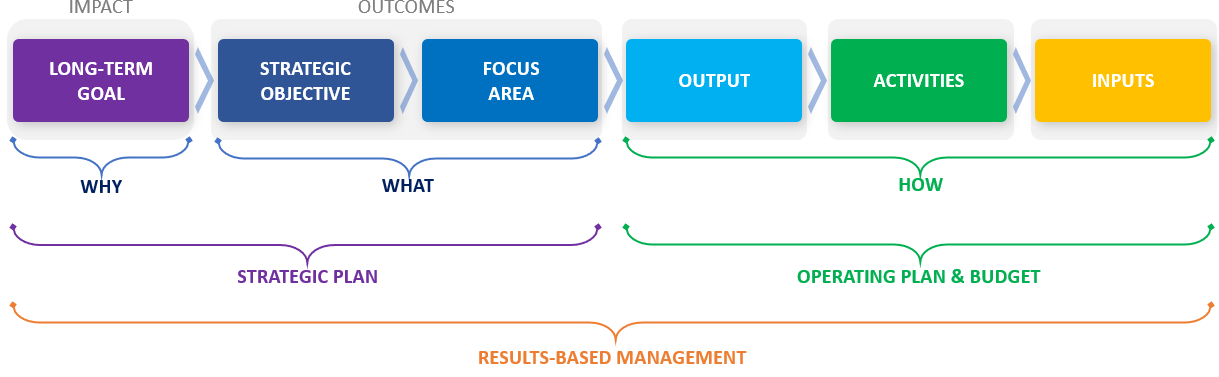 IMPACT
OUTCOMES
LONG-TERM
GOAL
STRATEGIC
OBJECTIVE
FOCUS
AREA
OUTPUT
ACTIVITIES
INPUTS
WHY
WHAT
HOW
STRATEGIC PLAN
OPERATING PLAN & BUDGET
RESULTS-BASED MANAGEMENT